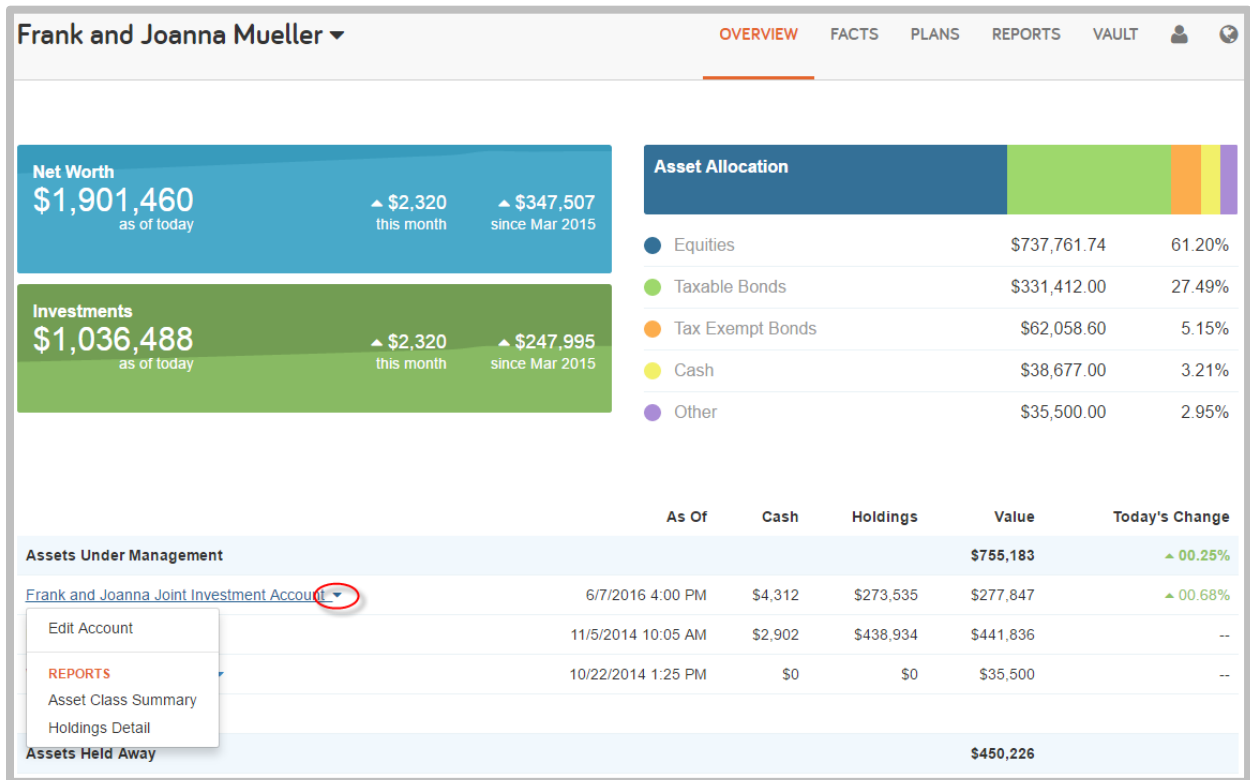 Frank and Joanna Mueller
OVERVIEW FACTS PLANS REPORTS VAULT
Net Worth
$1,901,460
as of today
$2,320
this month
$347,507
since Mar 2015
Investments
$1,036,488
as of today
$2,320
this month
$247,995
since Mar 2015
Asset Allocation
Equities $737,761.74 61.20%
Taxable Bonds $331,412.00 27.49%
Tax Exempt Bonds $62,058.60 5.15%
Cash $38,677.00 3.21%
Other $35,500.00 2.95%
As Of Cash Holdings Value Today's Change
Assets Under Management $755,183 00.25%
Frank and Joanna Joint Investment Account 6/7/2016 4:00 PM $4,312 $273,535 $277,847 00.68%
Edit Account
11/5/2014 10:05 AM $2,902 $438,934 $441,836 --
REPORTS
10/22/2014 1:25 PM $0 $0 $35,500 --
Asset Class Summary
Holdings Detail
Assets Held Away $450,226